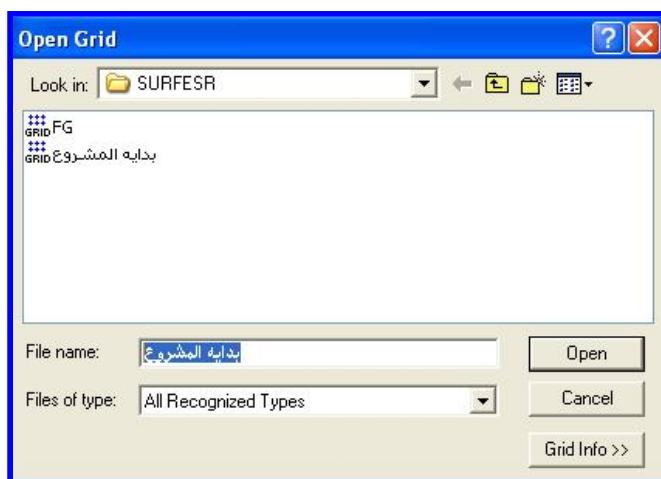 Open Grid
Look in: SURFESR
GRID FG
GRID بدايه المشروع
File name: بدايه المشروع
Open
Files of type: All Recognized Types
Cancel
Grid Info >>